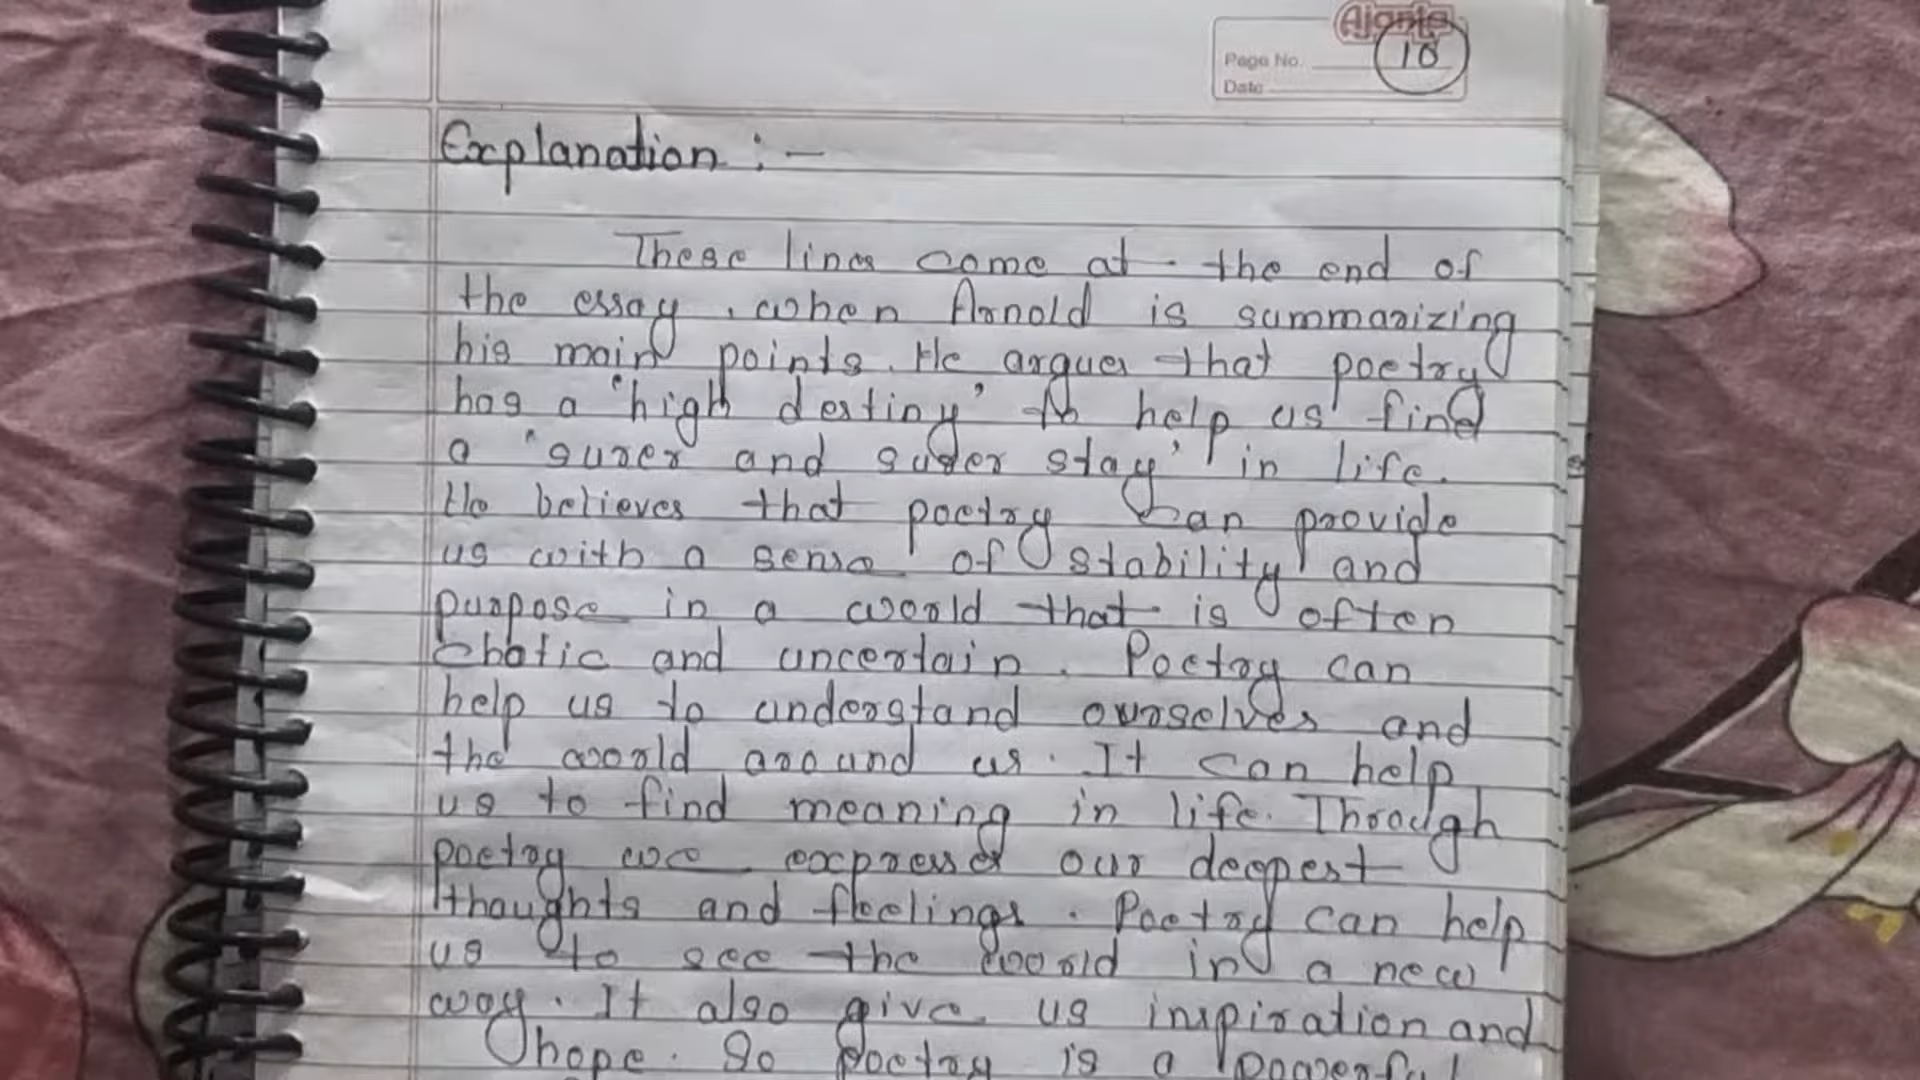 Ajanta
Page No. 18
Date
Explanation :-
These lines come at the end of
the essay, when Arnold is summarizing
his main points. He argues that poetry
has a 'high destiny' to help us find
a 'surer and surer stay' in life.
He believes that poetry can provide
us with a sense of stability and
purpose in a world that is often
chotic and uncertain. Poetry can
help us to understand ourselves and
the world around us. It can help
us to find meaning in life. Through
poetry we express our deepest
thoughts and feelings. Poetry can help
us to see the world in a new
way. It also give us inspiration and
hope. So poetry is a powerful